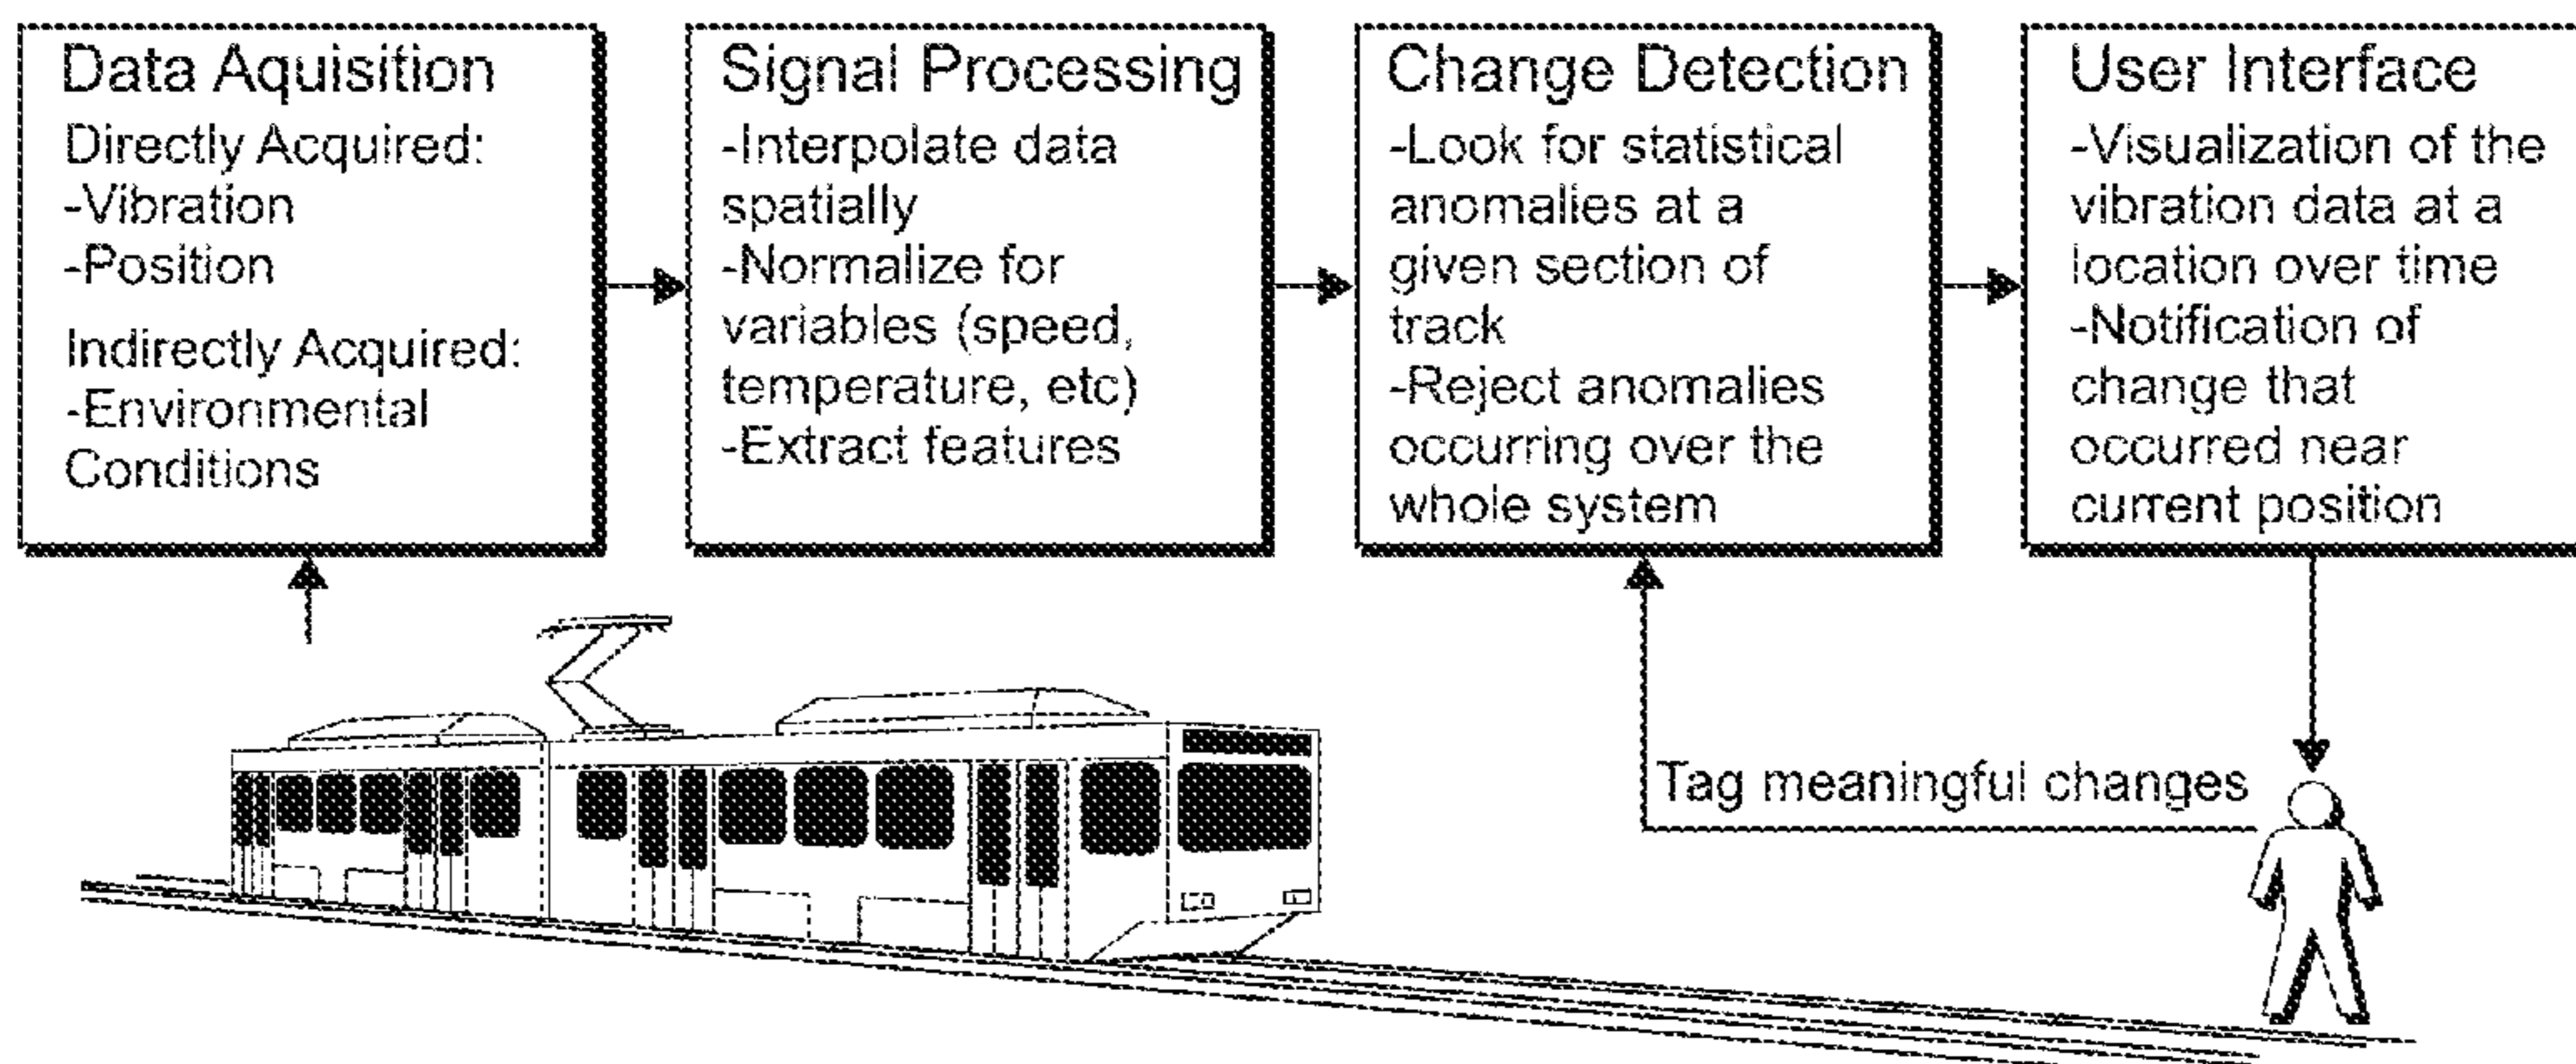 Data Aquisition
Directly Acquired:
-Vibration
-Position
Indirectly Acquired:
-Environmental
Conditions
Signal Processing
-Interpolate data
spatially
-Normalize for
variables (speed,
temperature, etc)
-Extract features
Change Detection
-Look for statistical
anomalies at a
given section of
track
-Reject anomalies
occurring over the
whole system
User Interface
-Visualization of the
vibration data at a
location over time
-Notification of
change that
occurred near
current position
Tag meaningful changes